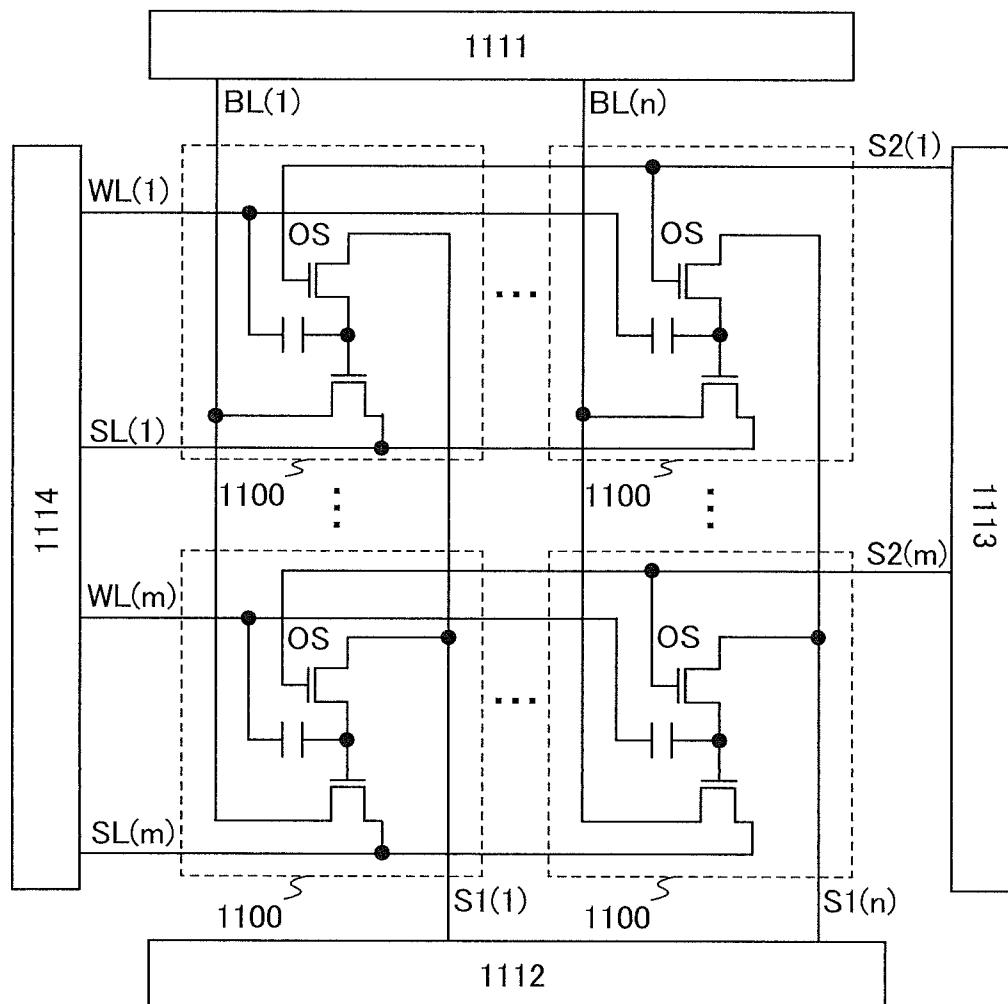 1111
BL(1)
BL(n)
S2(1)
WL(1)
OS
OS
SL(1)
1100
1100
1114
1113
S2(m)
WL(m)
OS
OS
SL(m)
1100
S1(1)
1100
S1(n)
1112